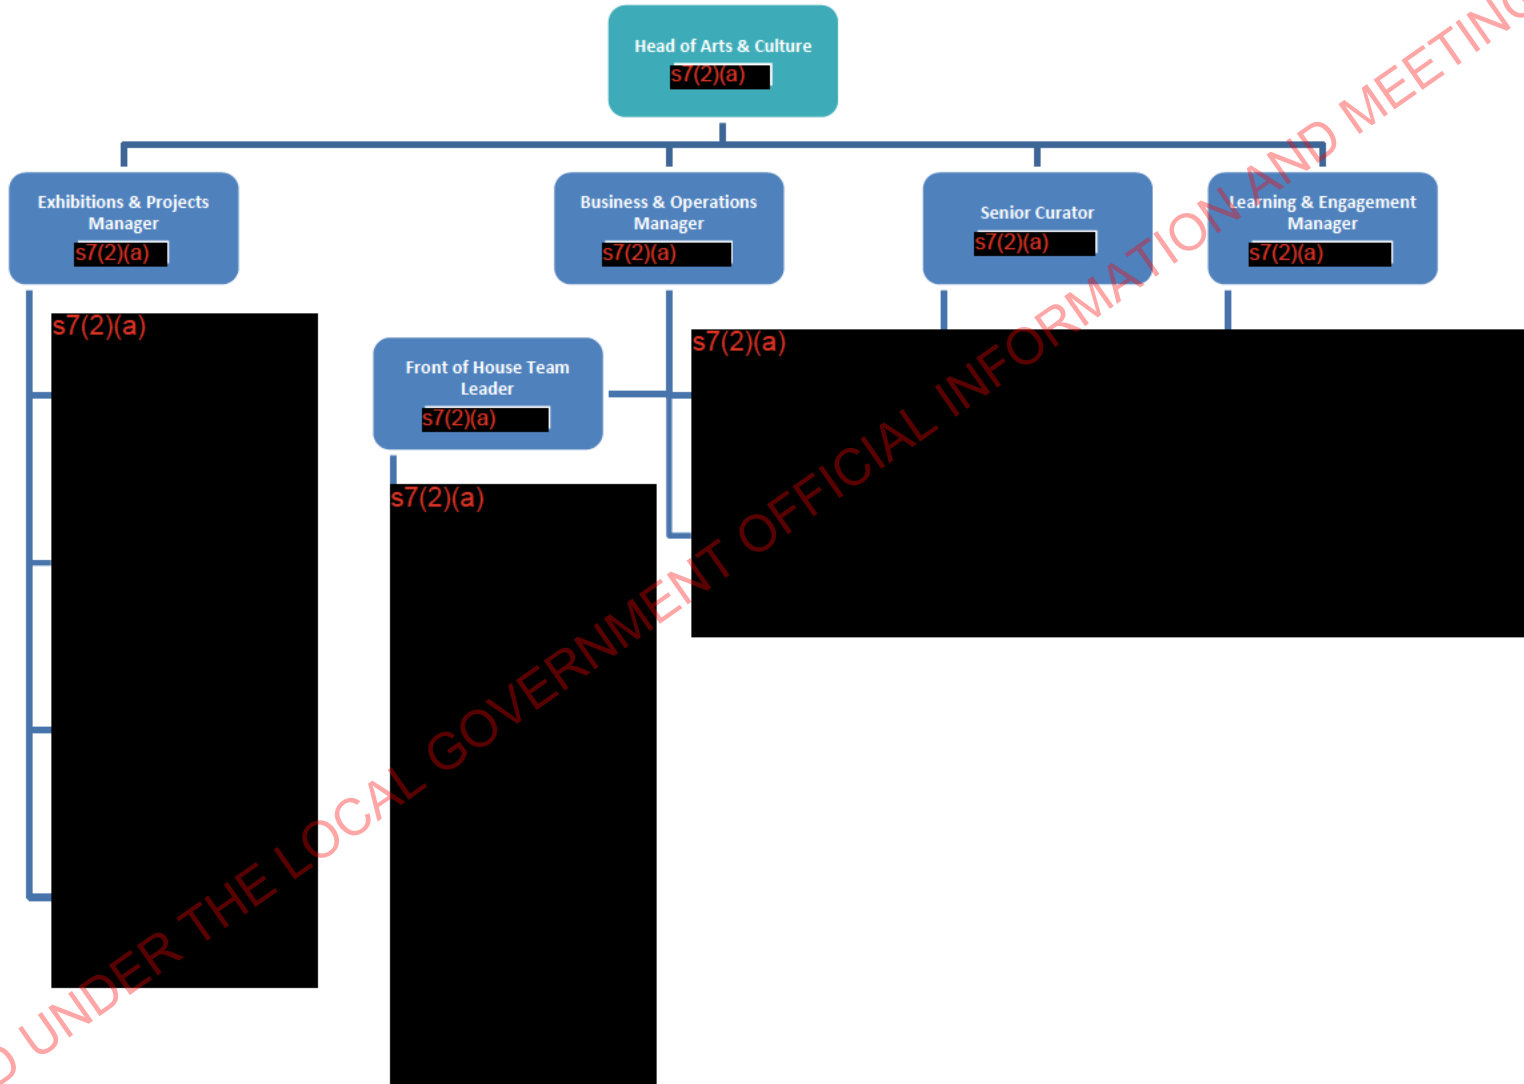 Head of Arts & Culture
s7(2)(a)
Exhibitions & Projects
Manager
s7(2)(a)
Business & Operations
Manager
s7(2)(a)
Senior Curator
s7(2)(a)
Learning & Engagement
Manager
s7(2)(a)
s7(2)(a)
Front of House Team
Leader
s7(2)(a)
s7(2)(a)
s7(2)(a)
UNDER THE LOCAL GOVERNMENT OFFICIAL INFORMATION AND MEETING